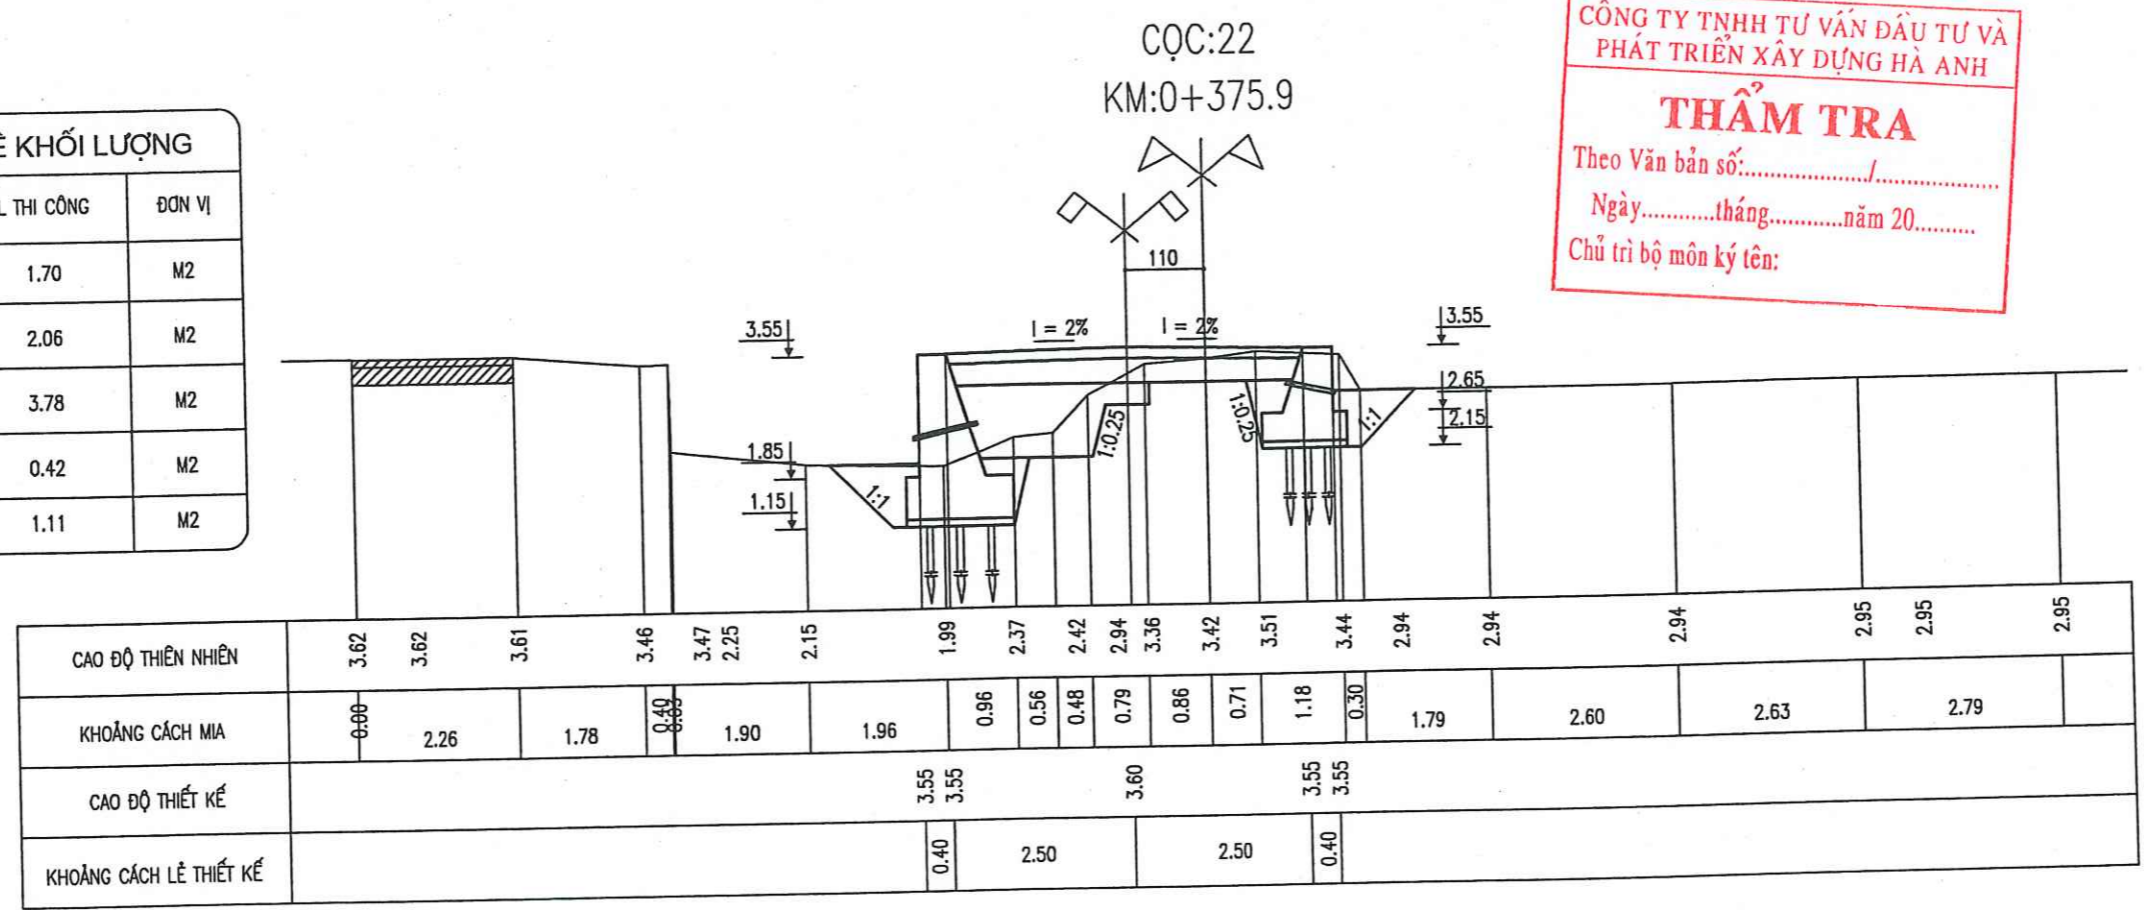 CỌC:22
KM:0+375.9
CÔNG TY TNHH TƯ VẤN ĐẦU TƯ VÀ
PHÁT TRIỂN XÂY DỰNG HÀ ANH
THẨM TRA
Theo Văn bản số:..................../....................
Ngày............tháng............năm 20..........
Chủ trì bộ môn ký tên:
KHỐI LƯỢNG
THI CÔNG ĐƠN VỊ
1.70 M2
2.06 M2
3.78 M2
0.42 M2
1.11 M2
110
3.55 I = 2% I = 2% 3.55
2.65
2.15
1.85
1.15
1:1 1:0.25 1:0.25 1:1
CAO ĐỘ THIÊN NHIÊN 3.62 3.62 3.61 3.46 3.47 2.25 2.15 1.99 2.37 2.42 2.94 3.36 3.42 3.51 3.44 2.94 2.94 2.94 2.95 2.95 2.95
KHOẢNG CÁCH MIA 0.00 2.26 1.78 0.40 1.90 1.96 0.96 0.56 0.48 0.79 0.86 0.71 1.18 0.30 1.79 2.60 2.63 2.79
CAO ĐỘ THIẾT KẾ 3.55 3.55 3.60 3.55 3.55
KHOẢNG CÁCH LẺ THIẾT KẾ 0.40 2.50 2.50 0.40